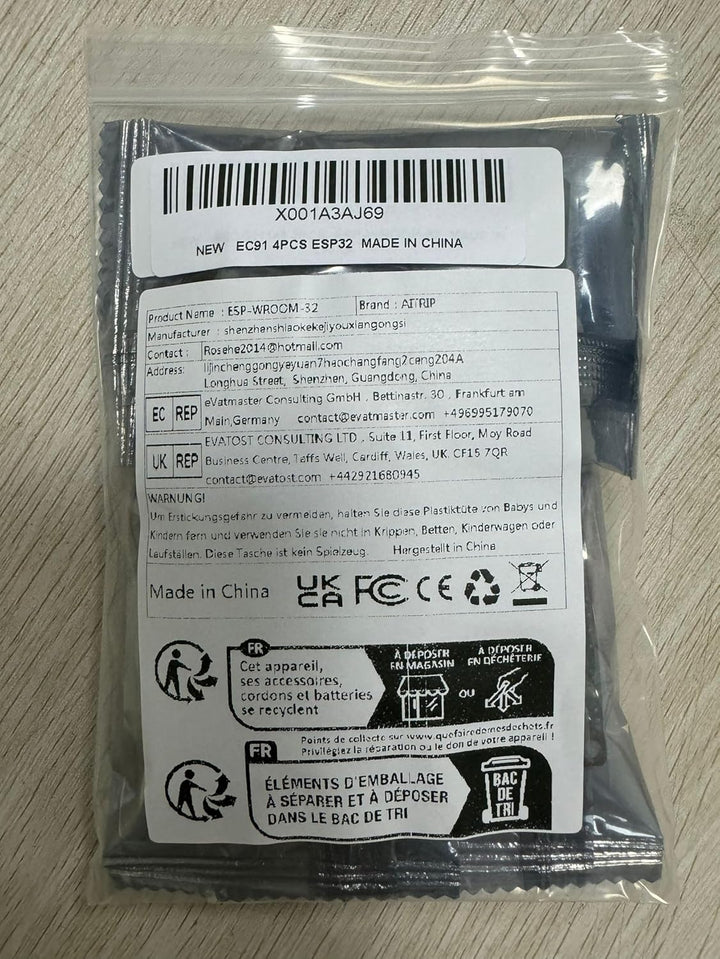 X001A3AJ69
NEW EC91 4PCS ESP32 MADE IN CHINA
Product Name : ESP-WROOM-32 Brand : AITRIP
Manufacturer : shenzhenshiaokekejiyouxiangongsi
Contact : Rosehe2014@hotmail.com
Address: lijinchenggongyeyuan7haochangfang2ceng204A
Longhua Street, Shenzhen, Guangdong, China
EC REP eVatmaster Consulting GmbH , Bettinastr. 30 , Frankfurt am
Main,Germany contact@evatmaster.com +496995179070
UK REP EVATOST CONSULTING LTD , Suite 11, First Floor, Moy Road
Business Centre, Taffs Well, Cardiff, Wales, UK, CF15 7QR
contact@evatost.com +442921680945
WARNUNG!
Um Erstickungsgefahr zu vermeiden, halten Sie diese Plastiktüte von Babys und
Kindern fern und verwenden Sie sie nicht in Krippen, Betten, Kinderwagen oder
Laufställen. Diese Tasche ist kein Spielzeug. Hergestellt in China
Made in China UK CA FC CE
FR
Cet appareil,
ses accessoires,
cordons et batteries
se recyclent
À DÉPOSER
EN MAGASIN
OU
À DÉPOSER
EN DÉCHÈTERIE
Points de collecte sur www.quefairedemesdechets.fr
Privilégiez la réparation ou le don de votre appareil !
FR
ÉLÉMENTS D'EMBALLAGE
À SÉPARER ET À DÉPOSER
DANS LE BAC DE TRI
BAC
DE
TRI